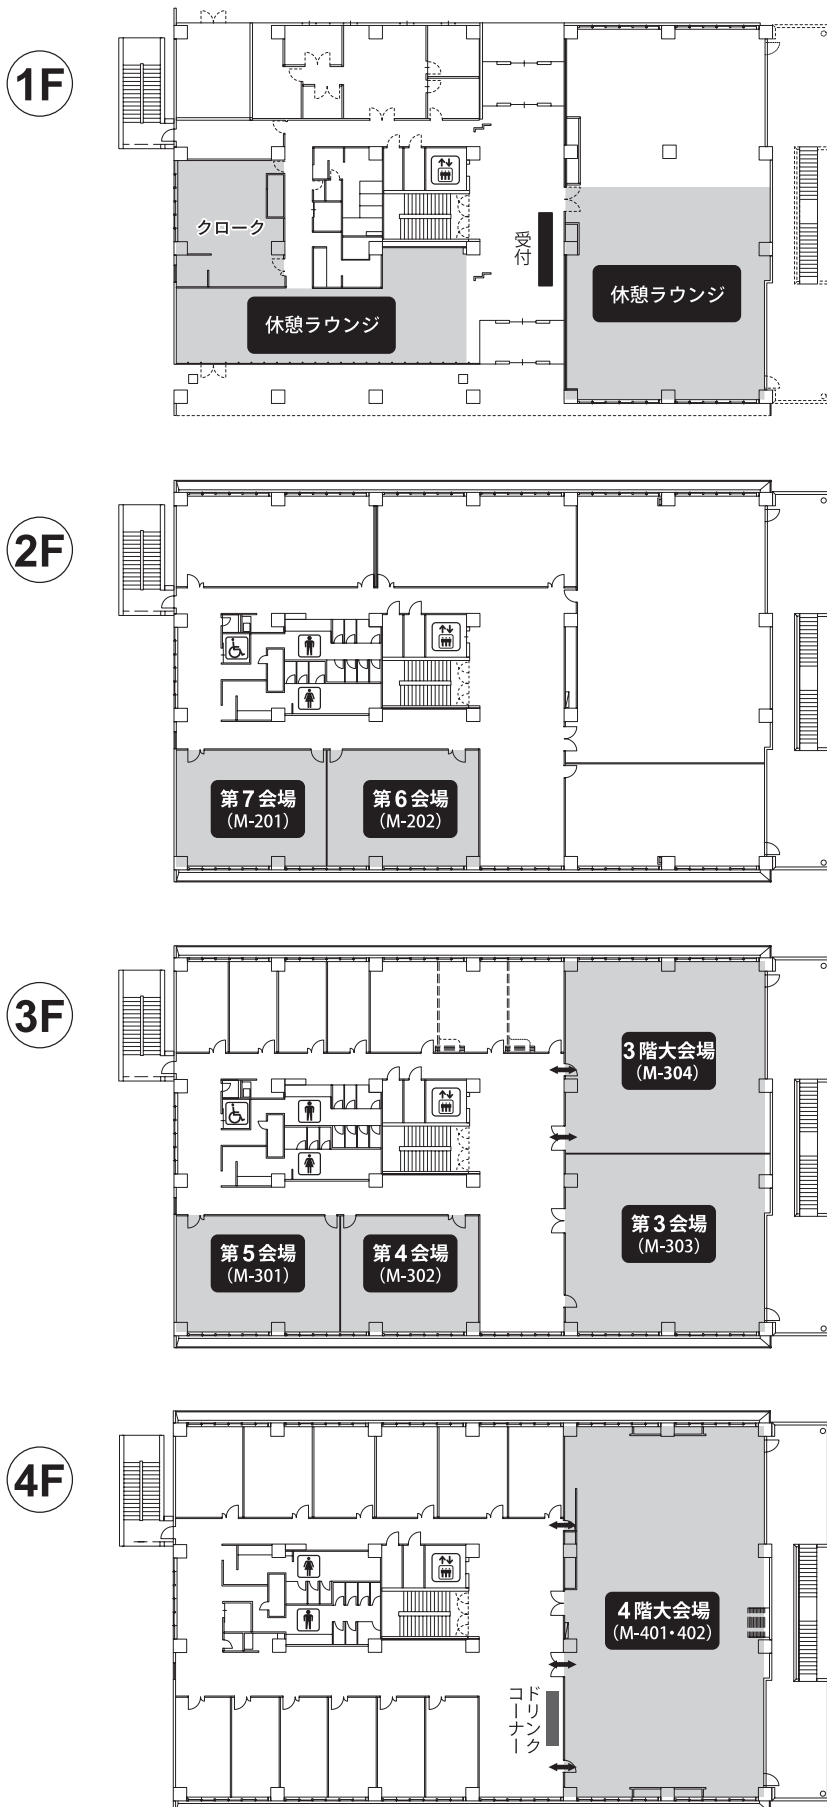 1F
クローク
受付
休憩ラウンジ
休憩ラウンジ
2F
第7会場
(M-201)
第6会場
(M-202)
3F
3階大会場
(M-304)
第3会場
(M-303)
第5会場
(M-301)
第4会場
(M-302)
4F
4階大会場
(M-401・402)
ドリンク
コーナー